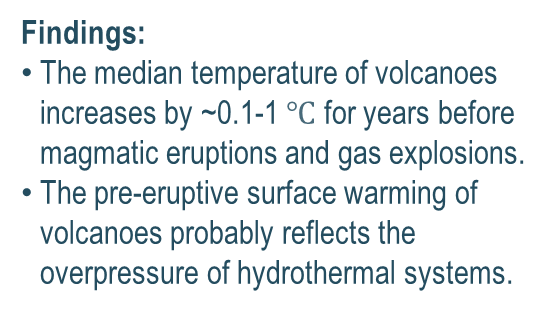 Findings:
• The median temperature of volcanoes
increases by ~0.1-1 °C for years before
magmatic eruptions and gas explosions.
• The pre-eruptive surface warming of
volcanoes probably reflects the
overpressure of hydrothermal systems.